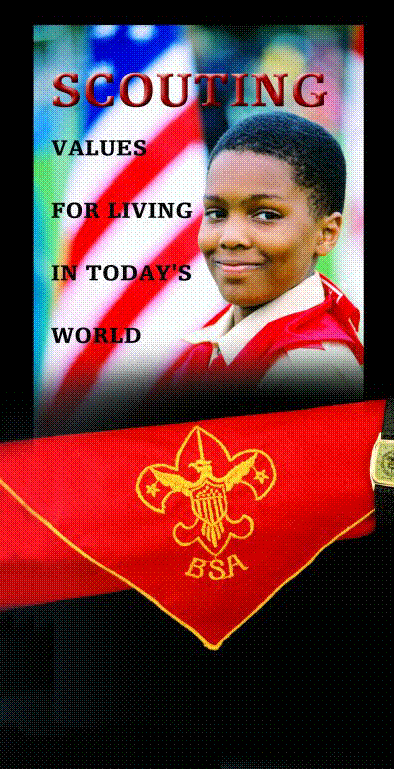 SCOUTING
VALUES
FOR LIVING
IN TODAY'S
WORLD
BSA